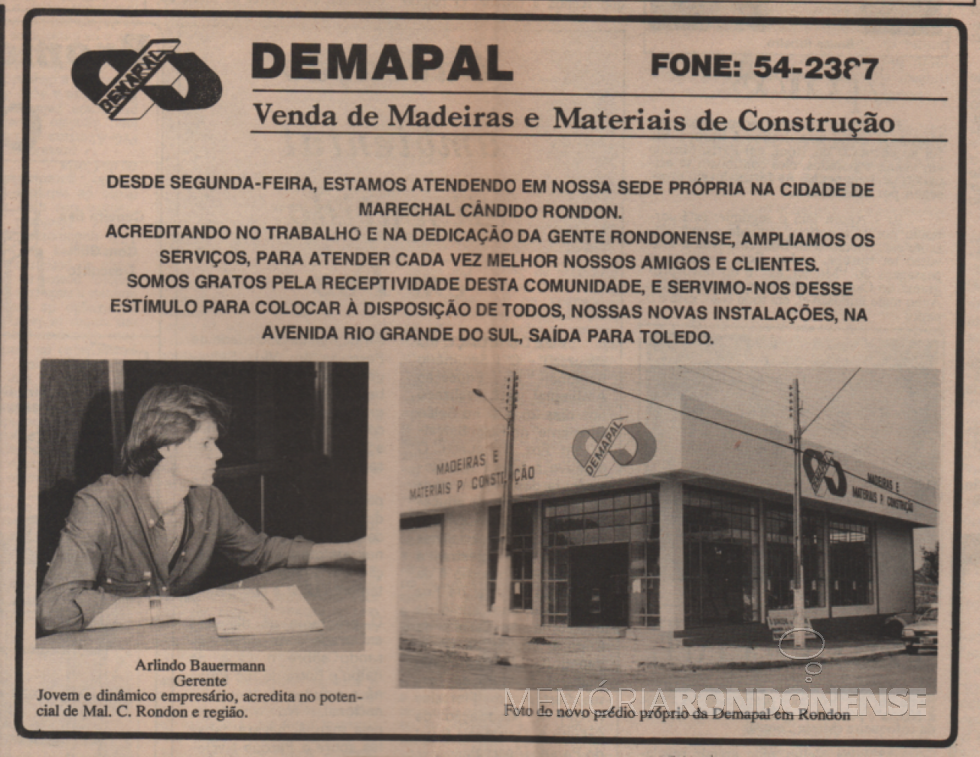 DEMAPAL
DEMAPAL
FONE: 54-2387
Venda de Madeiras e Materiais de Construção
DESDE SEGUNDA-FEIRA, ESTAMOS ATENDENDO EM NOSSA SEDE PRÓPRIA NA CIDADE DE
MARECHAL CÂNDIDO RONDON.
ACREDITANDO NO TRABALHO E NA DEDICAÇÃO DA GENTE RONDONENSE, AMPLIAMOS OS
SERVIÇOS, PARA ATENDER CADA VEZ MELHOR NOSSOS AMIGOS E CLIENTES.
SOMOS GRATOS PELA RECEPTIVIDADE DESTA COMUNIDADE, E SERVIMO-NOS DESSE
ESTÍMULO PARA COLOCAR À DISPOSIÇÃO DE TODOS, NOSSAS NOVAS INSTALAÇÕES, NA
AVENIDA RIO GRANDE DO SUL, SAÍDA PARA TOLEDO.
DEMAPAL
MADEIRAS E
MATERIAIS P. CONSTRUÇÃO
MADEIRAS E
MATERIAIS P. CONSTRUÇÃO
Arlindo Bauermann
Gerente
Jovem e dinâmico empresário, acredita no poten-
cial de Mal. C. Rondon e região.
MEMÓRIARONDONENSE
Foto do novo prédio próprio da Demapal em Rondon